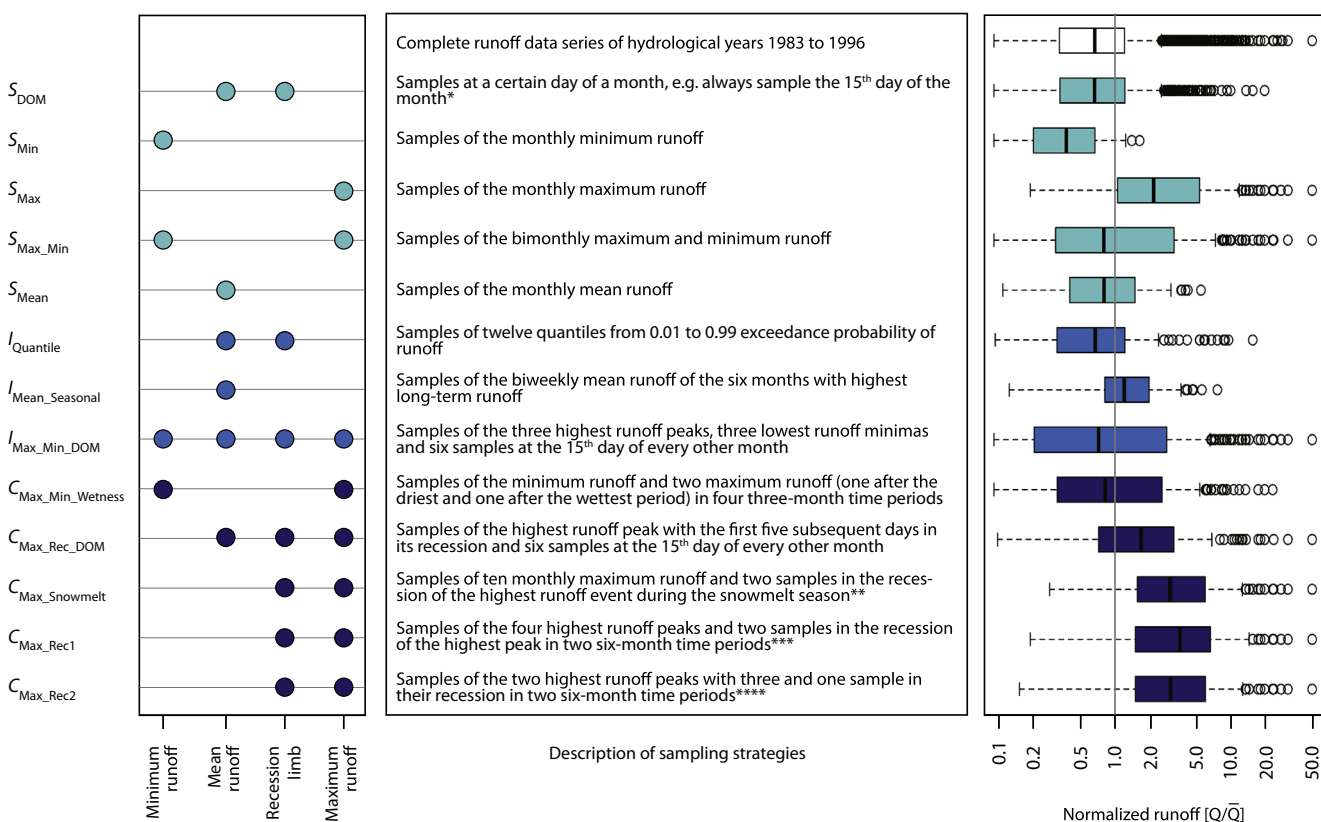 Complete runoff data series of hydrological years 1983 to 1996
S_DOM
Samples at a certain day of a month, e.g. always sample the 15th day of the
month*
S_Min
Samples of the monthly minimum runoff
S_Max
Samples of the monthly maximum runoff
S_Max_Min
Samples of the bimonthly maximum and minimum runoff
S_Mean
Samples of the monthly mean runoff
I_Quantile
Samples of twelve quantiles from 0.01 to 0.99 exceedance probability of
runoff
I_Mean_Seasonal
Samples of the biweekly mean runoff of the six months with highest
long-term runoff
I_Max_Min_DOM
Samples of the three highest runoff peaks, three lowest runoff minimas
and six samples at the 15th day of every other month
C_Max_Min_Wetness
Samples of the minimum runoff and two maximum runoff (one after the
driest and one after the wettest period) in four three-month time periods
C_Max_Rec_DOM
Samples of the highest runoff peak with the first five subsequent days in
its recession and six samples at the 15th day of every other month
C_Max_Snowmelt
Samples of ten monthly maximum runoff and two samples in the reces-
sion of the highest runoff event during the snowmelt season**
C_Max_Rec1
Samples of the four highest runoff peaks and two samples in the recession
of the highest peak in two six-month time periods***
C_Max_Rec2
Samples of the two highest runoff peaks with three and one sample in
their recession in two six-month time periods****
Minimum
runoff
Mean
runoff
Recession
limb
Maximum
runoff
Description of sampling strategies
0.1
0.2
0.5
1.0
2.0
5.0
10.0
20.0
50.0
Normalized runoff [Q/Q̅]